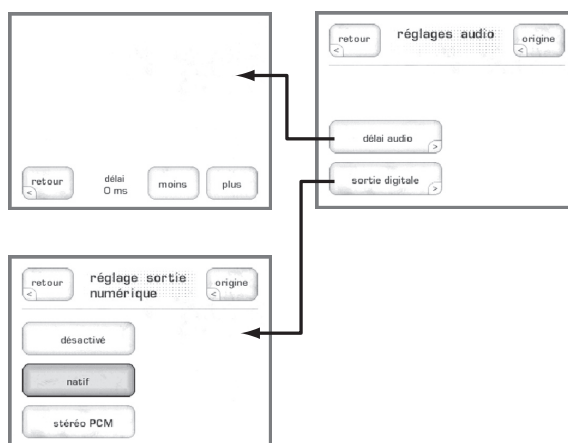 retour
délai
0 ms
moins
plus
retour
réglages audio
origine
délai audio
sortie digitale
retour
réglage sortie
numérique
origine
désactivé
natif
stéréo PCM